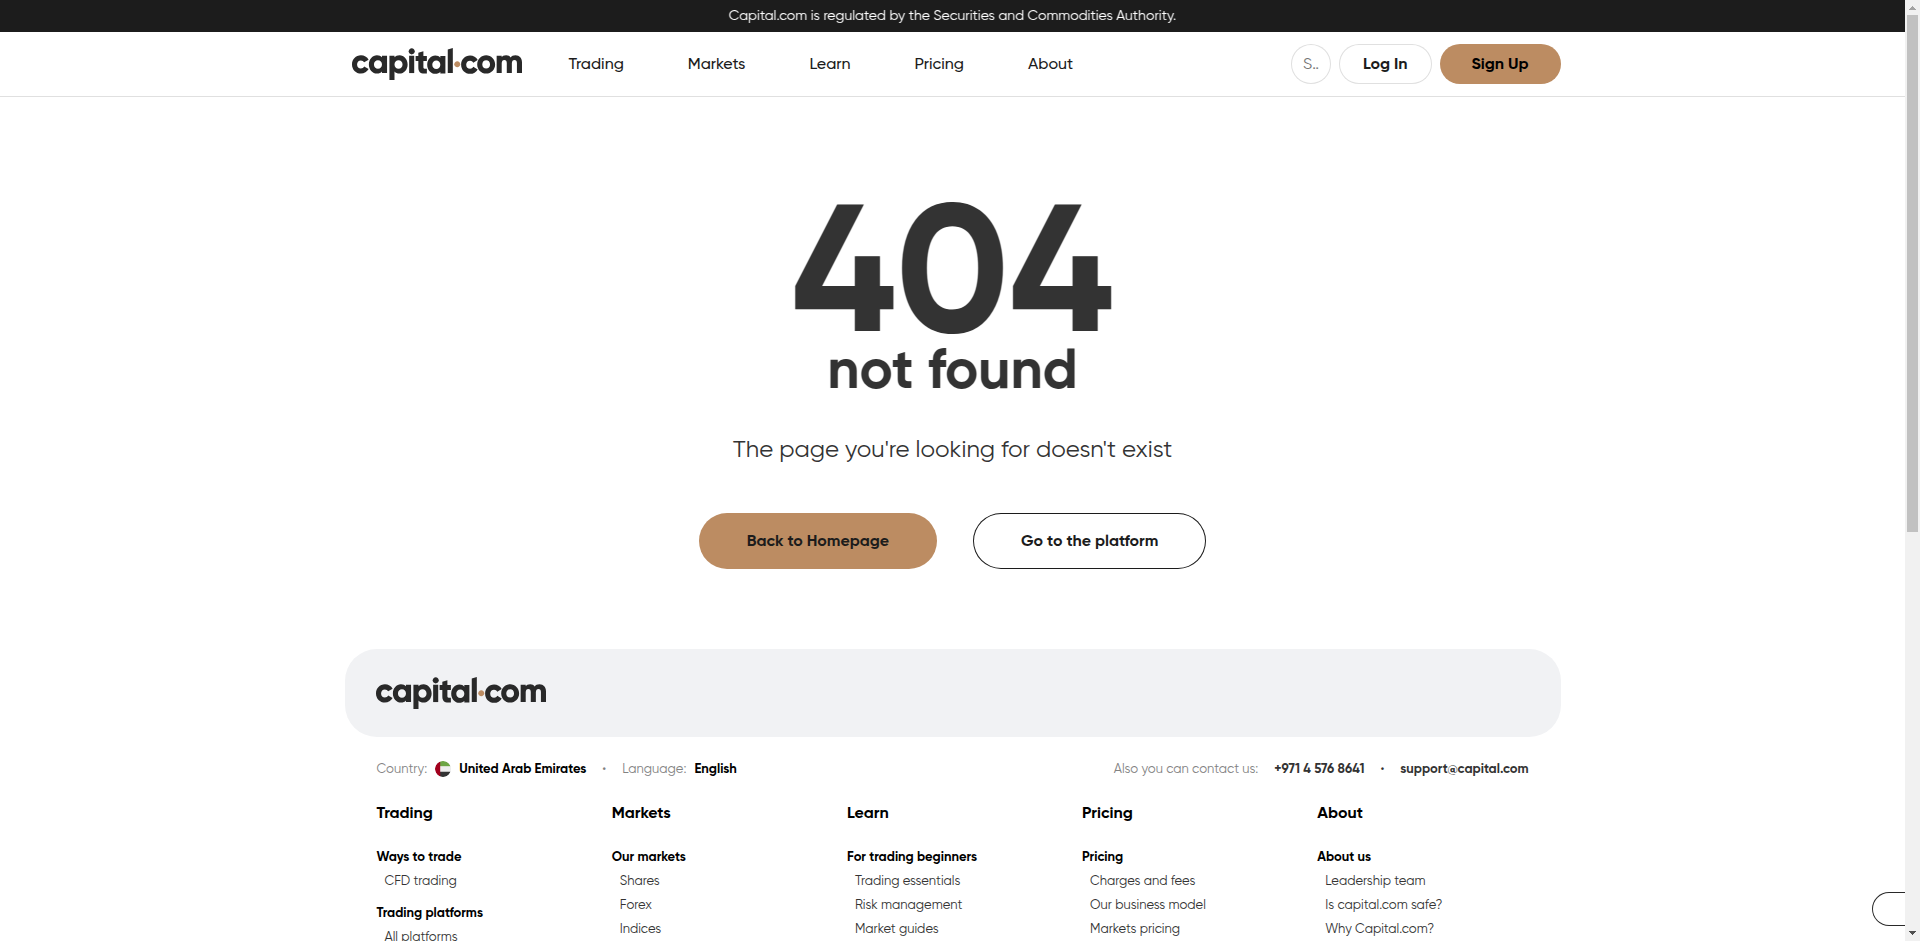 Capital.com is regulated by the Securities and Commodities Authority.
capital.com Trading Markets Learn Pricing About S.. Log In Sign Up
404
not found
The page you're looking for doesn't exist
Back to Homepage Go to the platform
capital.com
Country: United Arab Emirates • Language: English Also you can contact us: +971 4 576 8641 • support@capital.com
Trading Markets Learn Pricing About
Ways to trade Our markets For trading beginners Pricing About us
CFD trading Shares Trading essentials Charges and fees Leadership team
Forex Risk management Our business model Is capital.com safe?
Trading platforms
Indices Market guides Markets pricing Why Capital.com?
All platforms